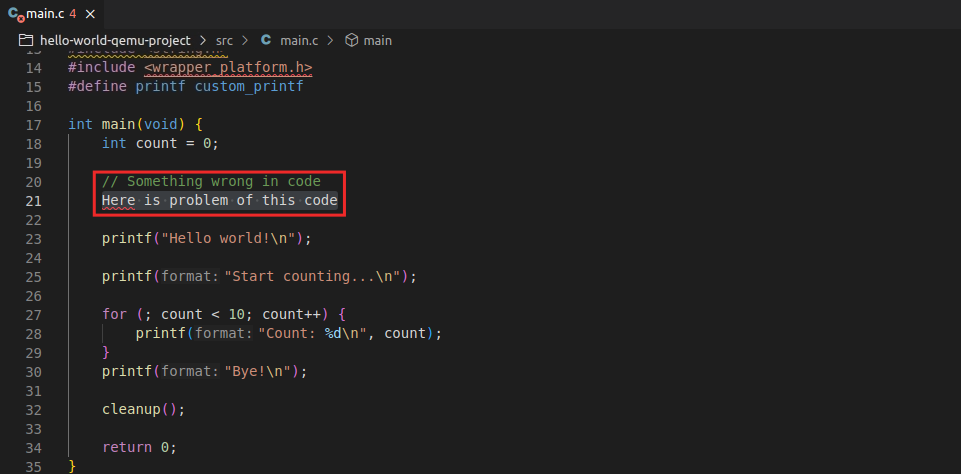 main.c 4
hello-world-qemu-project > src > C main.c > main
13 #include <string.h>
14 #include <wrapper_platform.h>
15 #define printf custom_printf
16
17 int main(void) {
18 int count = 0;
19
20 // Something wrong in code
21 Here is problem of this code
22
23 printf("Hello world!\n");
24
25 printf(format: "Start counting...\n");
26
27 for (; count < 10; count++) {
28 printf(format: "Count: %d\n", count);
29 }
30 printf(format: "Bye!\n");
31
32 cleanup();
33
34 return 0;
35 }